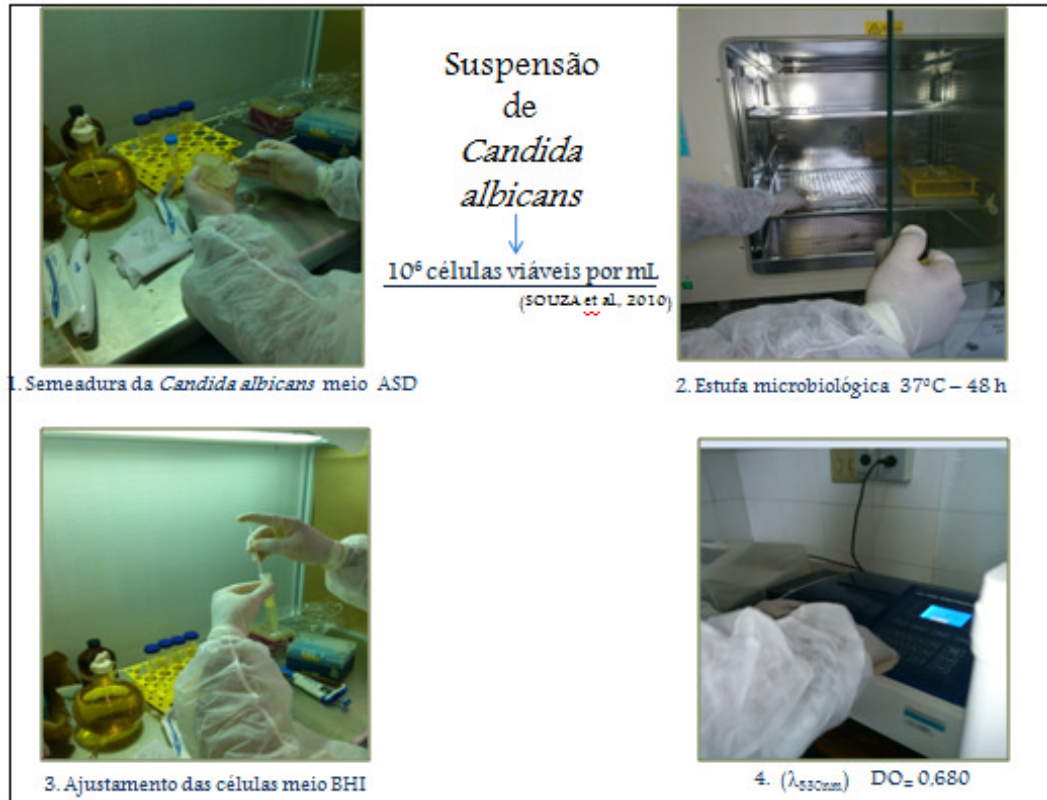 Suspensão
de
Candida
albicans
10⁶ células viáveis por mL
(SOUZA et al., 2010)
1. Semeadura da Candida albicans meio ASD
2. Estufa microbiológica 37ºC – 48 h
3. Ajustamento das células meio BHI
4. (λ530nm) DO= 0,680